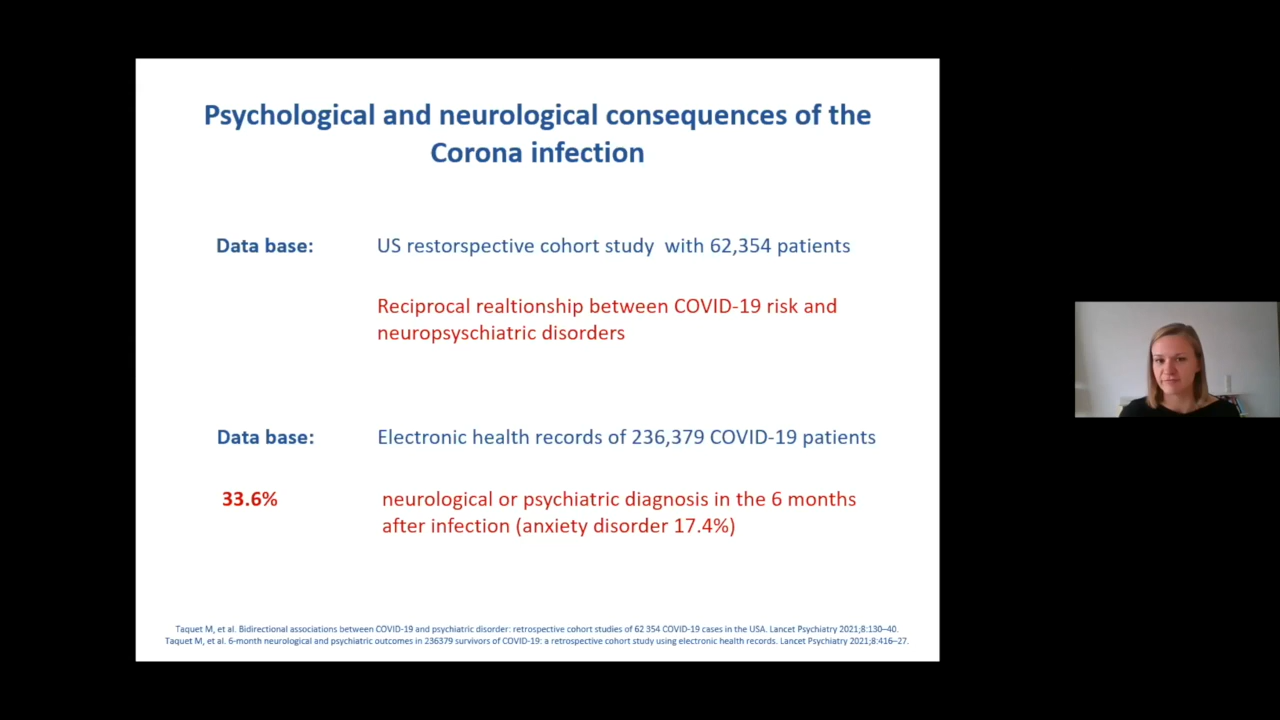 Psychological and neurological consequences of the
Corona infection
Data base: US restorspective cohort study with 62,354 patients
Reciprocal realtionship between COVID-19 risk and
neuropsyschiatric disorders
Data base: Electronic health records of 236,379 COVID-19 patients
33.6% neurological or psychiatric diagnosis in the 6 months
after infection (anxiety disorder 17.4%)
Taquet M, et al. Bidirectional associations between COVID-19 and psychiatric disorder: retrospective cohort studies of 62 354 COVID-19 cases in the USA. Lancet Psychiatry 2021;8:130–40.
Taquet M, et al. 6-month neurological and psychiatric outcomes in 236379 survivors of COVID-19: a retrospective cohort study using electronic health records. Lancet Psychiatry 2021;8:416–27.